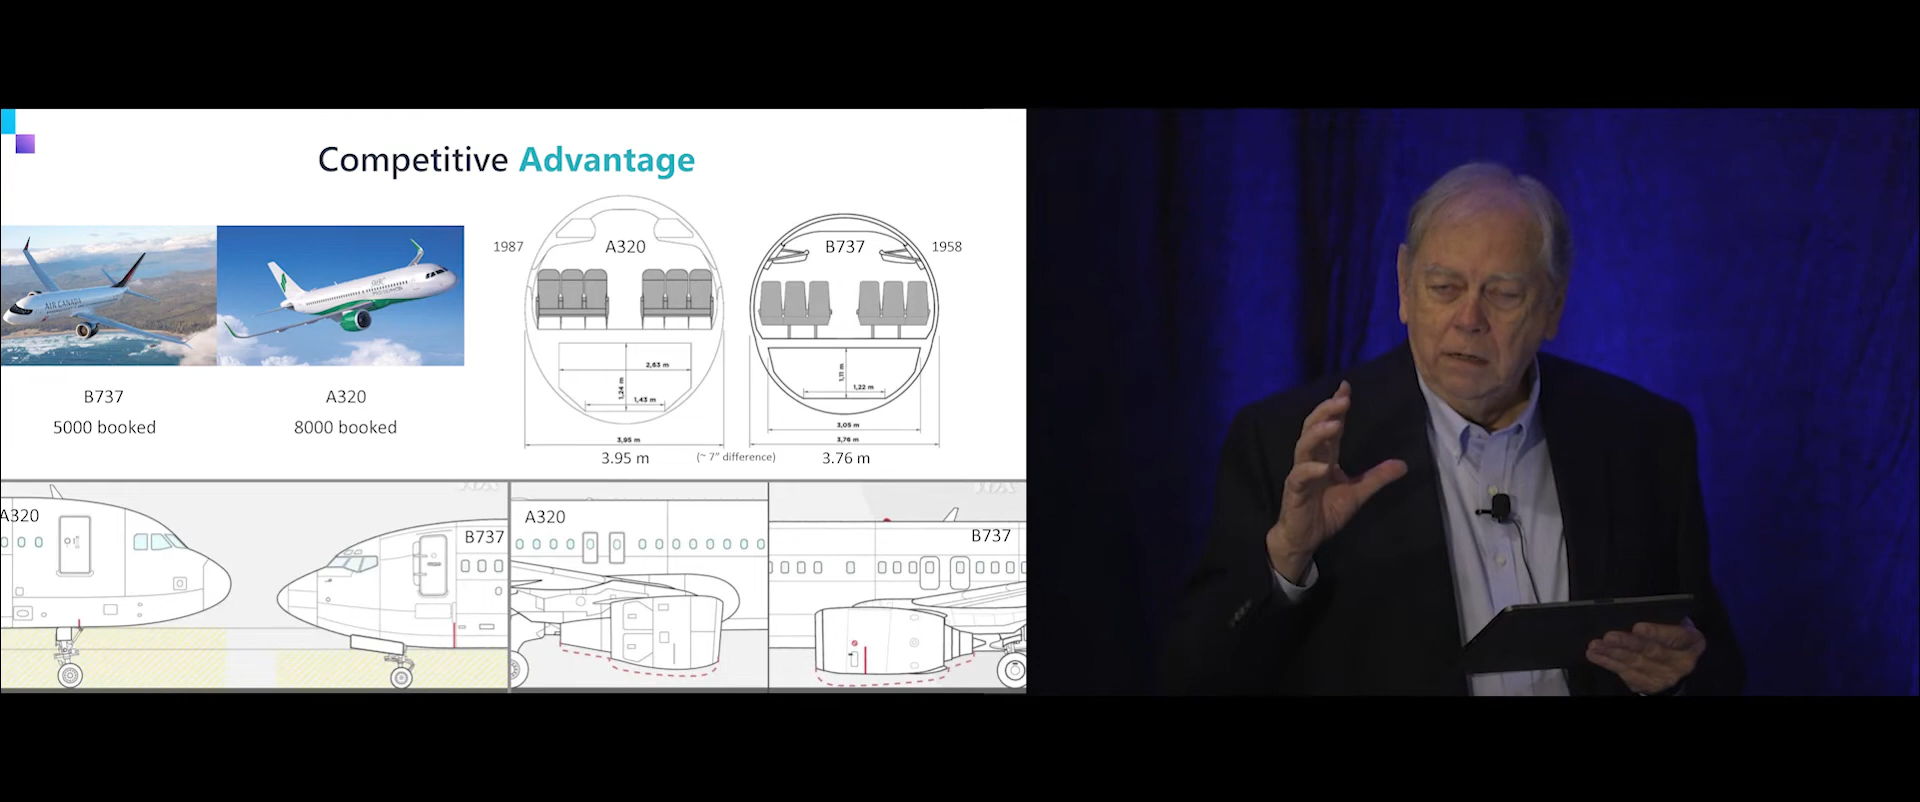 Competitive Advantage
AIR CANADA
B737
5000 booked
A320
8000 booked
1987
A320
2,63 m
1,24 m
1,43 m
3,95 m
3.95 m
(~ 7" difference)
B737
1958
1,11 m
1,22 m
3,05 m
3,76 m
3.76 m
A320
B737
A320
B737